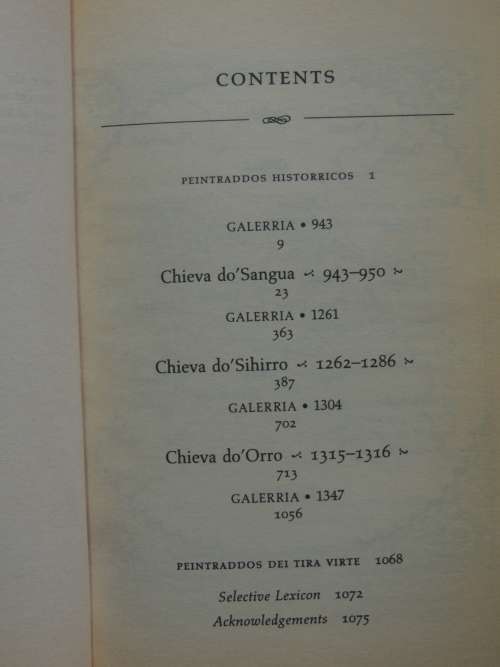 CONTENTS
PEINTRADDOS HISTORRICOS 1
GALERRIA • 943
9
Chieva do'Sangua ~ 943–950 ~
23
GALERRIA • 1261
363
Chieva do'Sihirro ~ 1262–1286 ~
387
GALERRIA • 1304
702
Chieva do'Orro ~ 1315–1316 ~
713
GALERRIA • 1347
1056
PEINTRADDOS DEI TIRA VIRTE 1068
Selective Lexicon 1072
Acknowledgements 1075